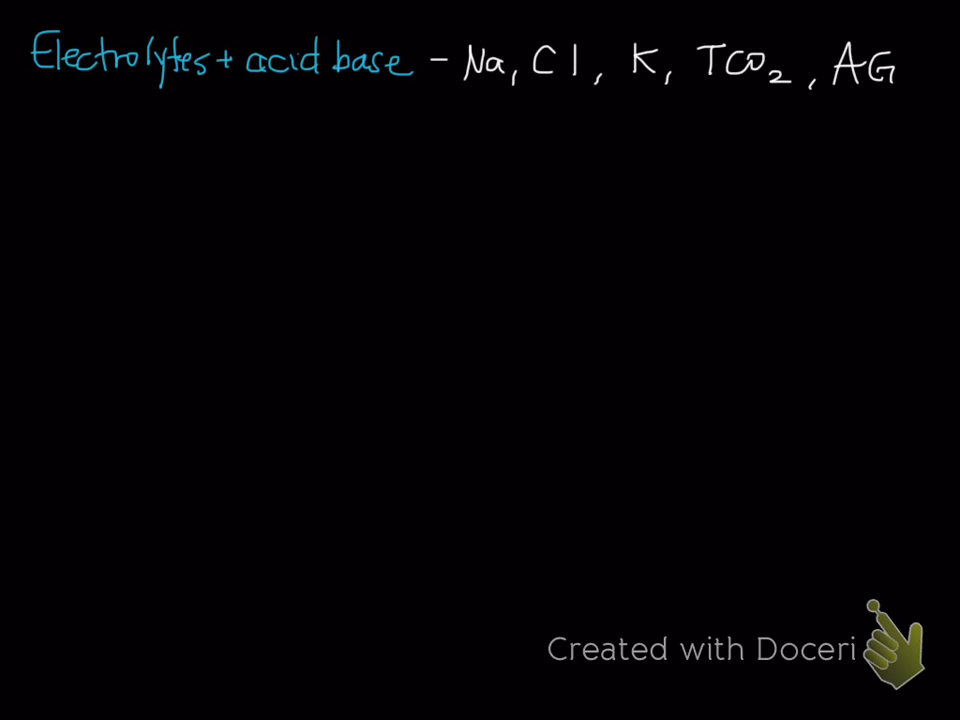 Electrolytes + acid base - Na, Cl, K, TCO₂, AG
Created with Doceri